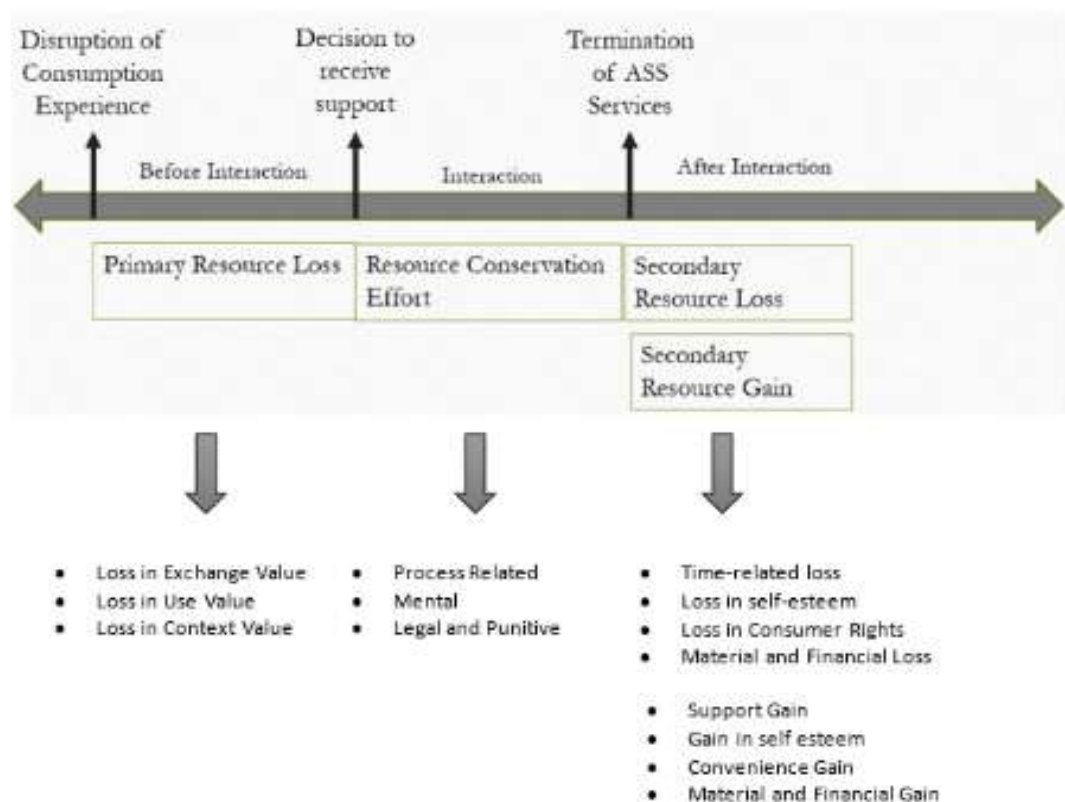 Disruption of
Consumption
Experience
Decision to
receive
support
Termination
of ASS
Services
Before Interaction
Interaction
After Interaction
Primary Resource Loss
Resource Conservation
Effort
Secondary
Resource Loss
Secondary
Resource Gain
• Loss in Exchange Value
• Loss in Use Value
• Loss in Context Value
• Process Related
• Mental
• Legal and Punitive
• Time-related loss
• Loss in self-esteem
• Loss in Consumer Rights
• Material and Financial Loss
• Support Gain
• Gain in self esteem
• Convenience Gain
• Material and Financial Gain